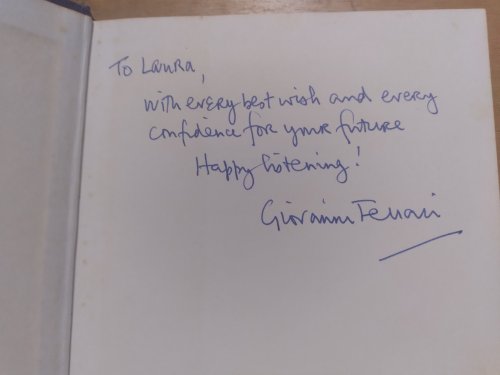 To Laura,
with every best wish and every
confidence for your future
Happy listening!
Giovanni Ferrari